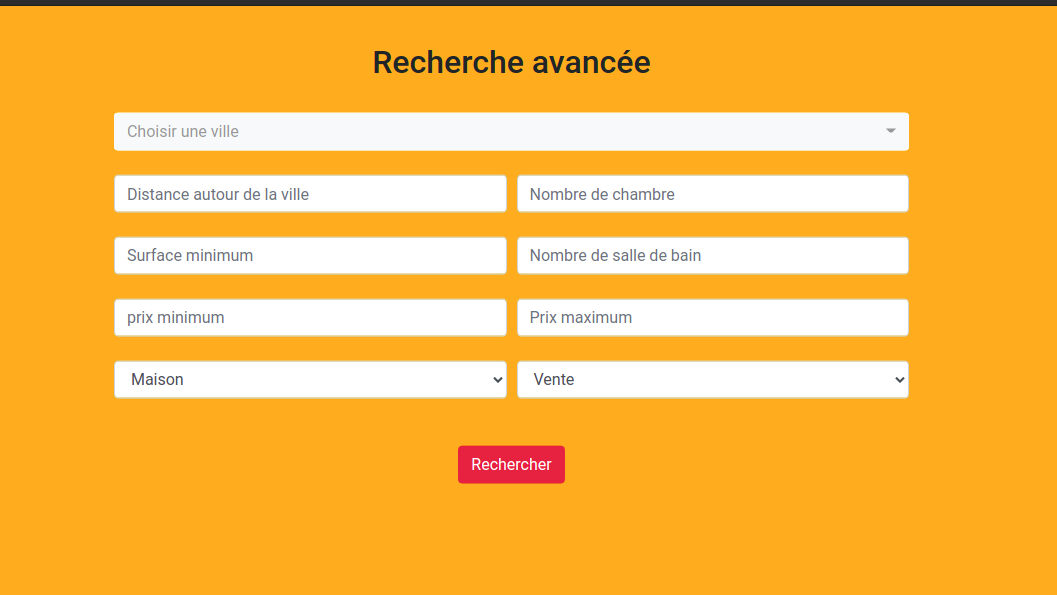 Recherche avancée
Choisir une ville
Distance autour de la ville
Nombre de chambre
Surface minimum
Nombre de salle de bain
prix minimum
Prix maximum
Maison
Vente
Rechercher